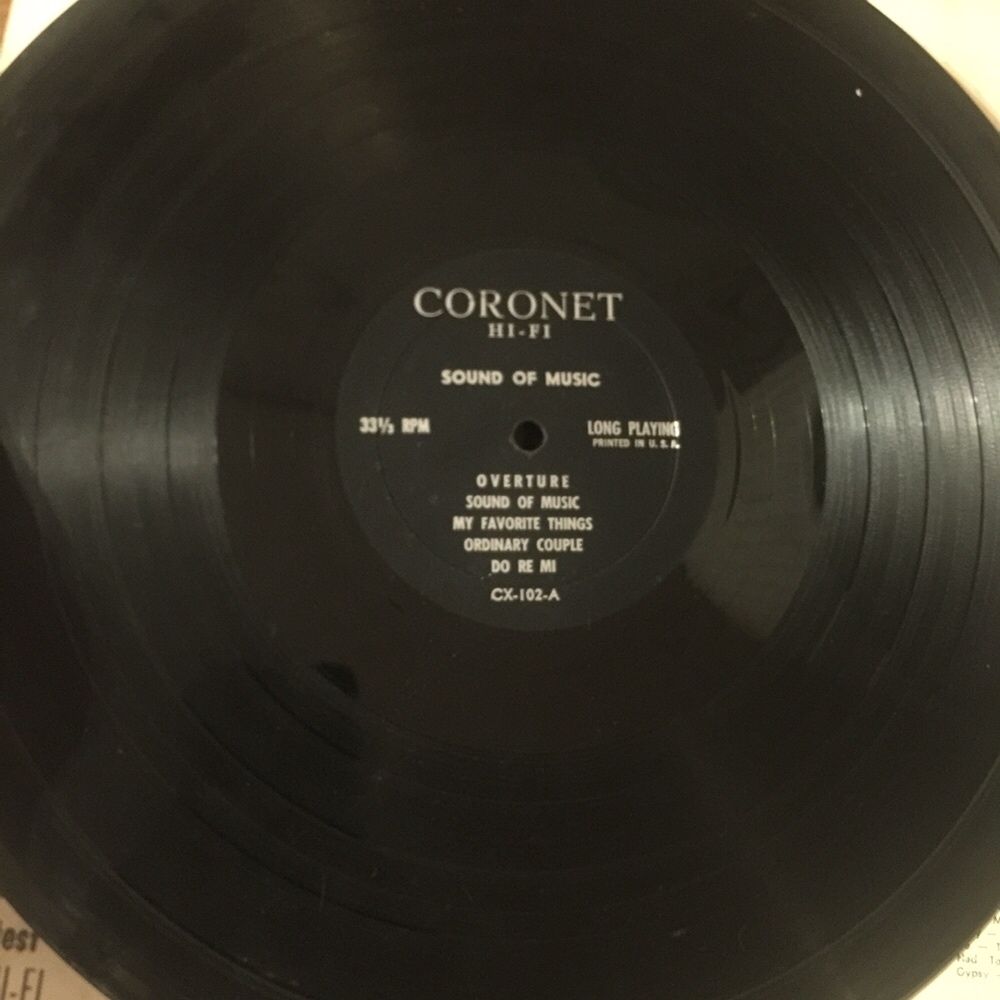 CORONET
HI-FI
SOUND OF MUSIC
33⅓ RPM
LONG PLAYING
PRINTED IN U. S. A.
OVERTURE
SOUND OF MUSIC
MY FAVORITE THINGS
ORDINARY COUPLE
DO RE MI
CX-102-A
Gypsy